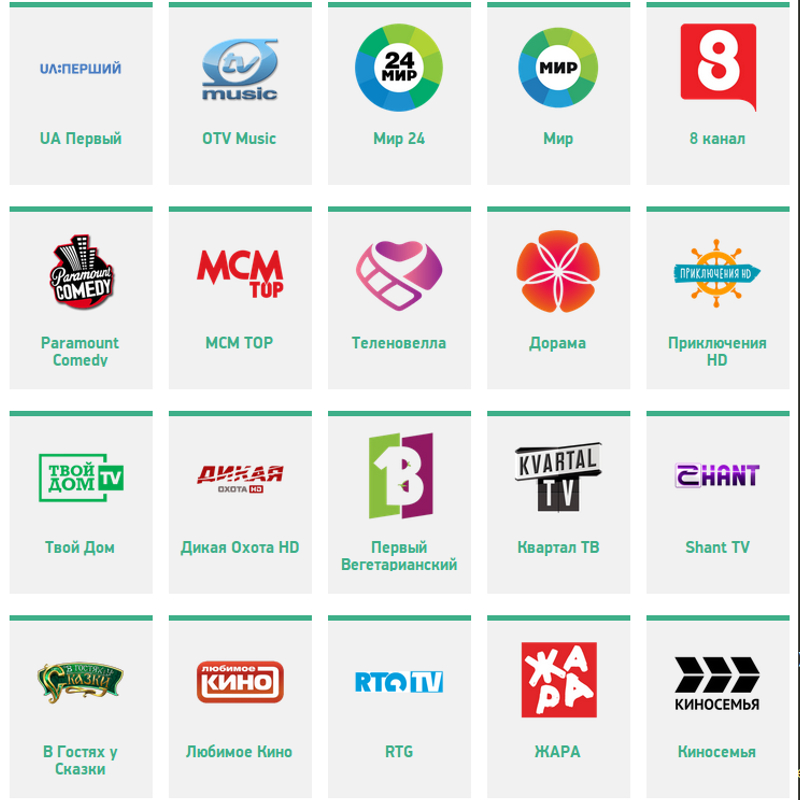 UA:ПЕРШИЙ
tv
music
24
МИР
МИР
8
UA Первый
OTV Music
Мир 24
Мир
8 канал
Paramount
COMEDY
MCM
TOP
ПРИКЛЮЧЕНИЯ HD
Paramount
Comedy
MCM TOP
Теленовелла
Дорама
Приключения
HD
ТВОЙ
ДОМ TV
ДИКАЯ
ОХОТА HD
1В
KVARTAL
TV
SHANT
Твой Дом
Дикая Охота HD
Первый
Вегетарианский
Квартал ТВ
Shant TV
В ГОСТЯХ У
Сказки
любимое
КИНО
RTG TV
ЖАРА
КИНОСЕМЬЯ
В Гостях у
Сказки
Любимое Кино
RTG
ЖАРА
Киносемья